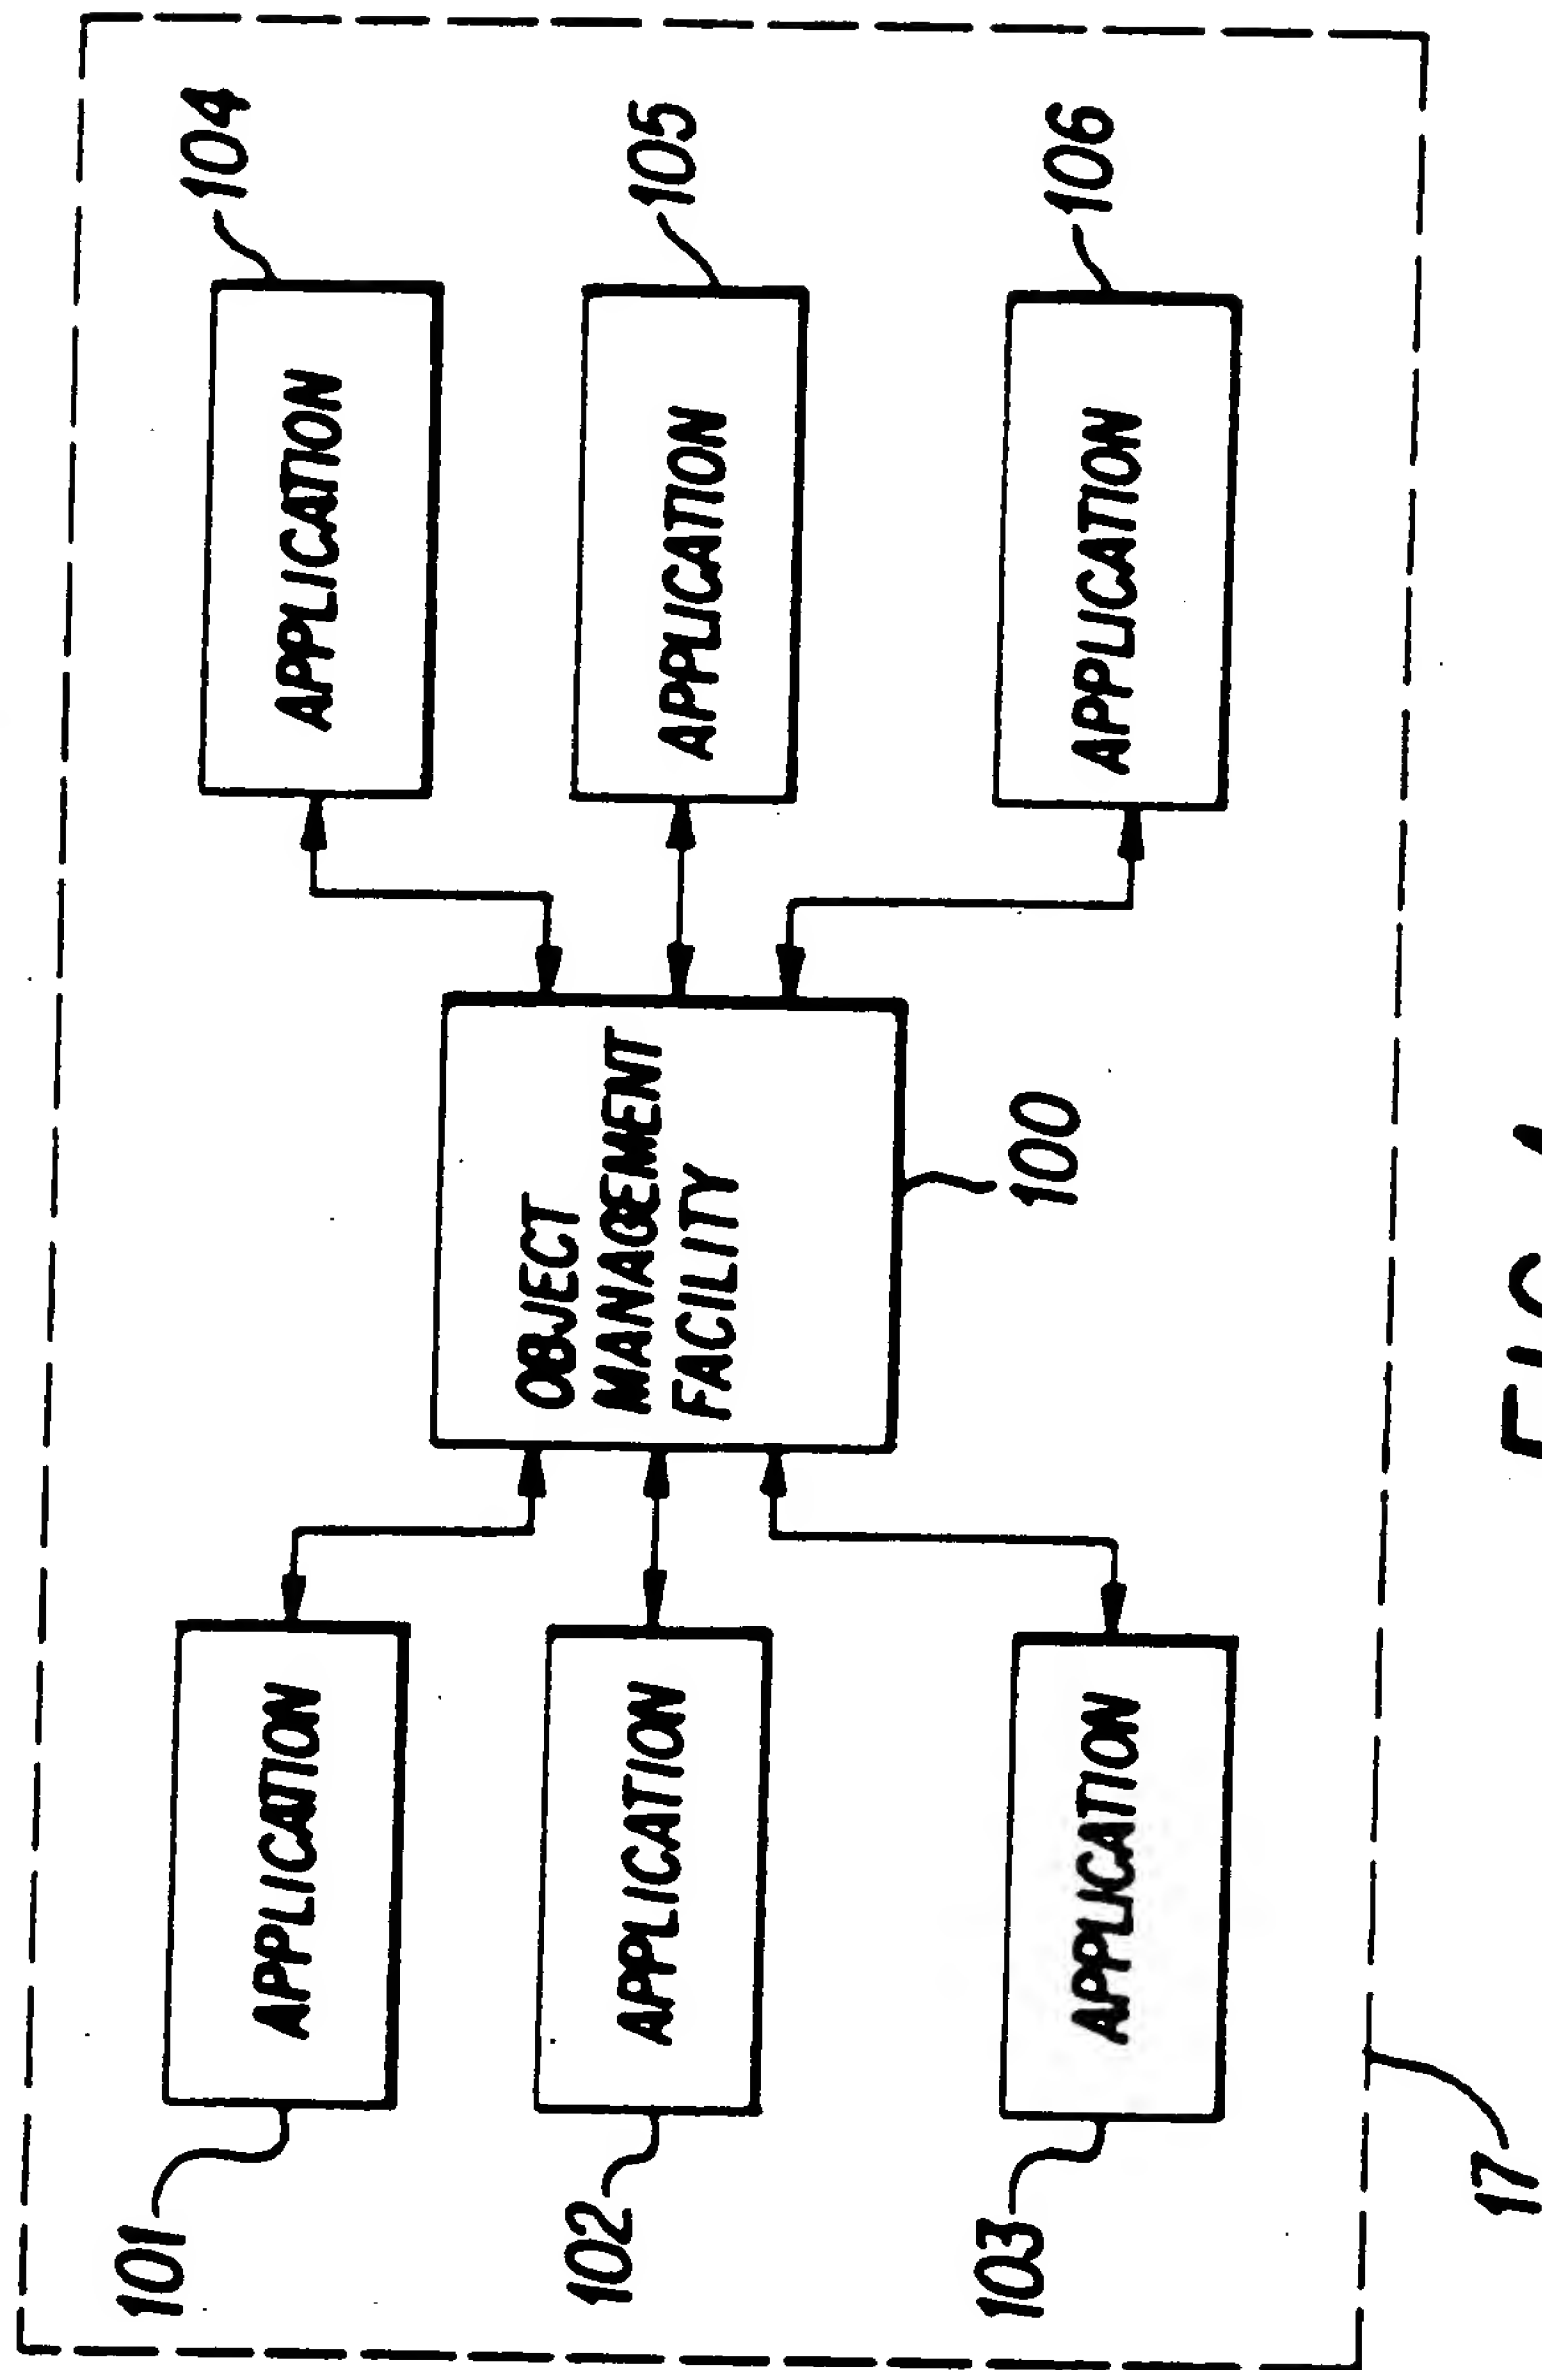 101
APPLICATION
APPLICATION
104
102
APPLICATION
OBJECT
MANAGEMENT
FACILITY
APPLICATION
105
103
APPLICATION
100
APPLICATION
106
17